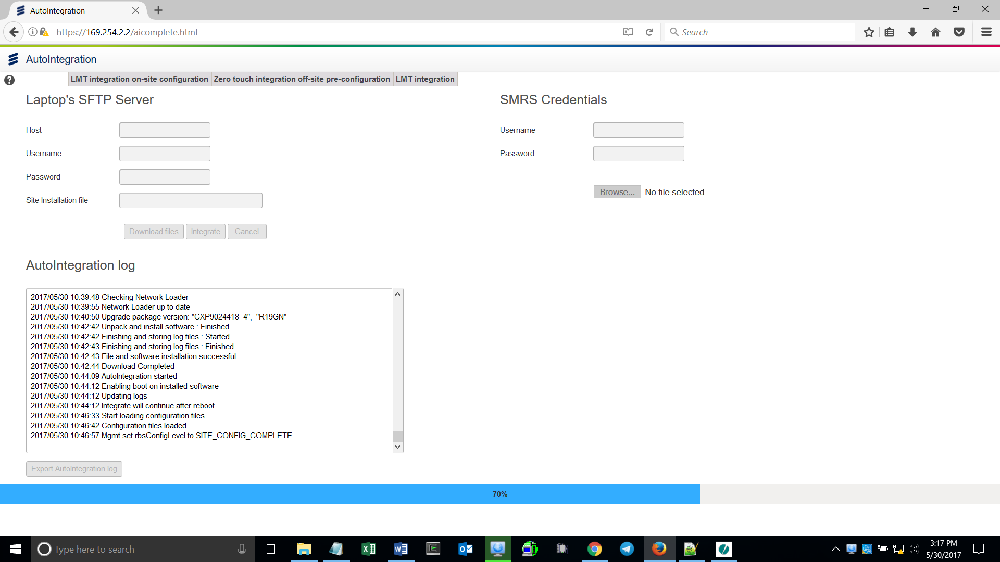 AutoIntegration
https://169.254.2.2/aicomplete.html
Search
AutoIntegration
LMT integration on-site configuration
Zero touch integration off-site pre-configuration
LMT integration
Laptop's SFTP Server
SMRS Credentials
Host
Username
Username
Password
Password
Browse... No file selected.
Site Installation file
Download files
Integrate
Cancel
AutoIntegration log
2017/05/30 10:39:48 Checking Network Loader
2017/05/30 10:39:55 Network Loader up to date
2017/05/30 10:40:50 Upgrade package version: "CXP9024418_4",  "R19GN"
2017/05/30 10:42:42 Unpack and install software : Finished
2017/05/30 10:42:42 Finishing and storing log files : Started
2017/05/30 10:42:43 Finishing and storing log files : Finished
2017/05/30 10:42:43 File and software installation successful
2017/05/30 10:42:44 Download Completed
2017/05/30 10:44:09 AutoIntegration started
2017/05/30 10:44:12 Enabling boot on installed software
2017/05/30 10:44:12 Updating logs
2017/05/30 10:44:12 Integrate will continue after reboot
2017/05/30 10:46:33 Start loading configuration files
2017/05/30 10:46:42 Configuration files loaded
2017/05/30 10:46:57 Mgmt set rbsConfigLevel to SITE_CONFIG_COMPLETE
Export AutoIntegration log
70%
Type here to search
3:17 PM
5/30/2017